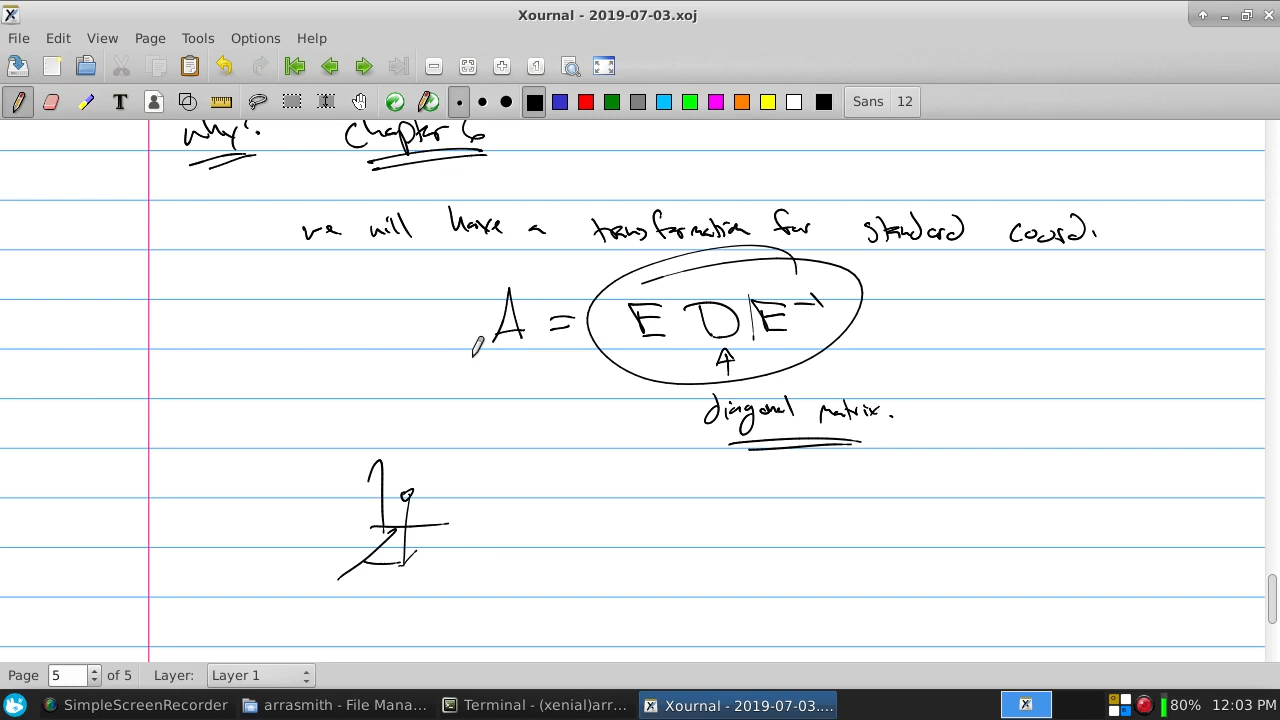 Xournal - 2019-07-03.xoj
File Edit View Page Tools Options Help
Sans 12
Why? Chapter 6
we will have a transformation for standard coord.
A = E D E⁻¹
diagonal matrix.
Page 5 of 5 Layer: Layer 1
SimpleScreenRecorder arrasmith - File Man... Terminal - (xenial)arr... Xournal - 2019-07-03.... 80% 12:03 PM